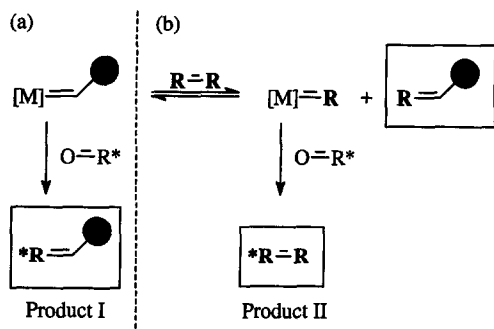 (a)
(b)
[M]=
R=R
[M]=R
+
R=
O=R*
O=R*
*R=
*R=R
Product I
Product II